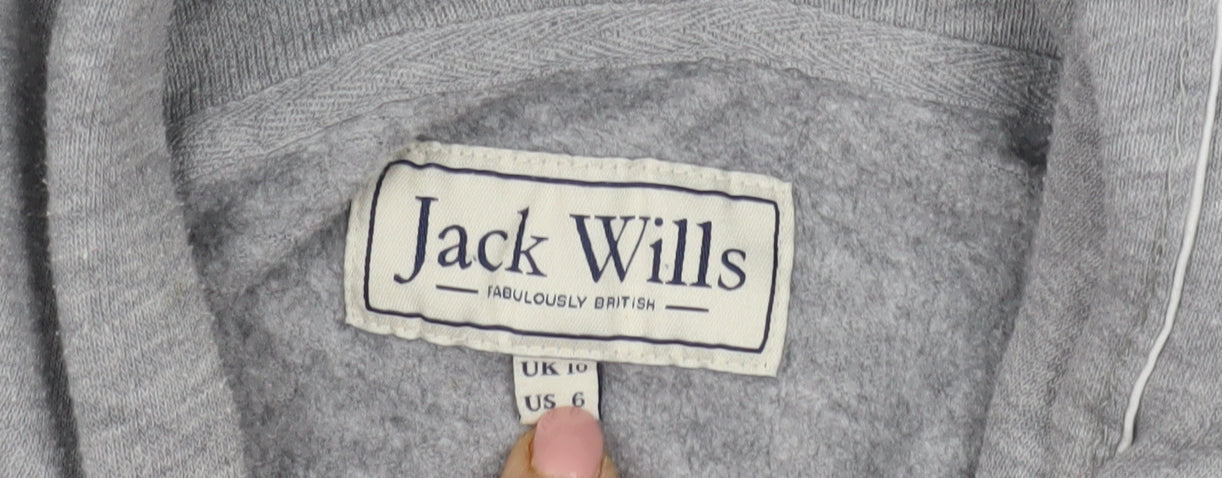 Jack Wills
FABULOUSLY BRITISH
UK 10
US 6